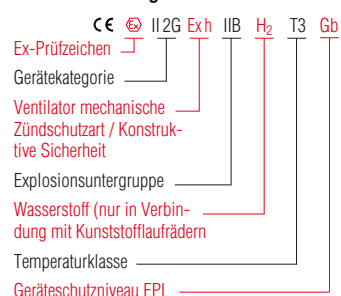 CE Ex II 2G Ex h IIB H₂ T3 Gb
Ex-Prüfzeichen
Gerätekategorie
Ventilator mechanische
Zündschutzart / Konstruk-
tive Sicherheit
Explosionsuntergruppe
Wasserstoff (nur in Verbin-
dung mit Kunststofflaufrädern
Temperaturklasse
Geräteschutzniveau EPL